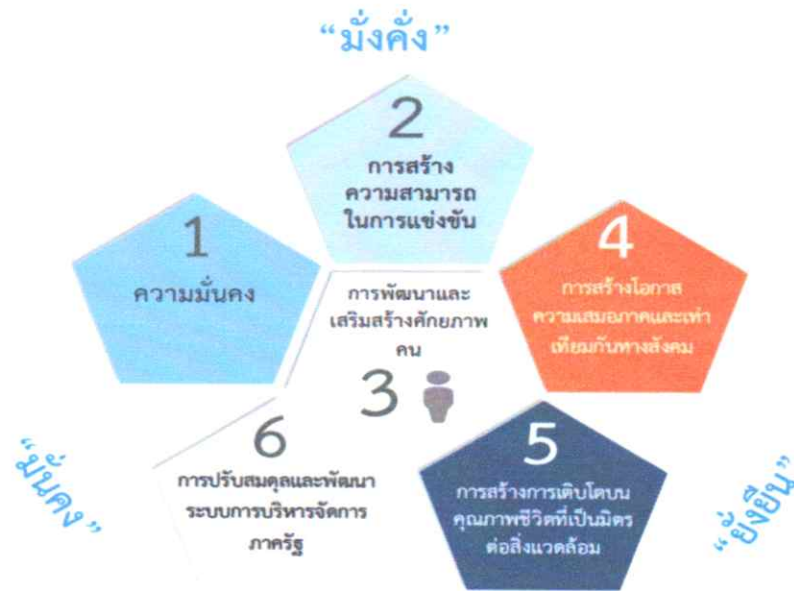 “มั่งคั่ง”
2
การสร้าง
ความสามารถ
ในการแข่งขัน
1
ความมั่นคง
4
การสร้างโอกาส
ความเสมอภาคและเท่า
เทียมกันทางสังคม
การพัฒนาและ
เสริมสร้างศักยภาพ
คน
3
6
การปรับสมดุลและพัฒนา
ระบบการบริหารจัดการ
ภาครัฐ
5
การสร้างการเติบโตบน
คุณภาพชีวิตที่เป็นมิตร
ต่อสิ่งแวดล้อม
“มั่นคง”
“ยั่งยืน”